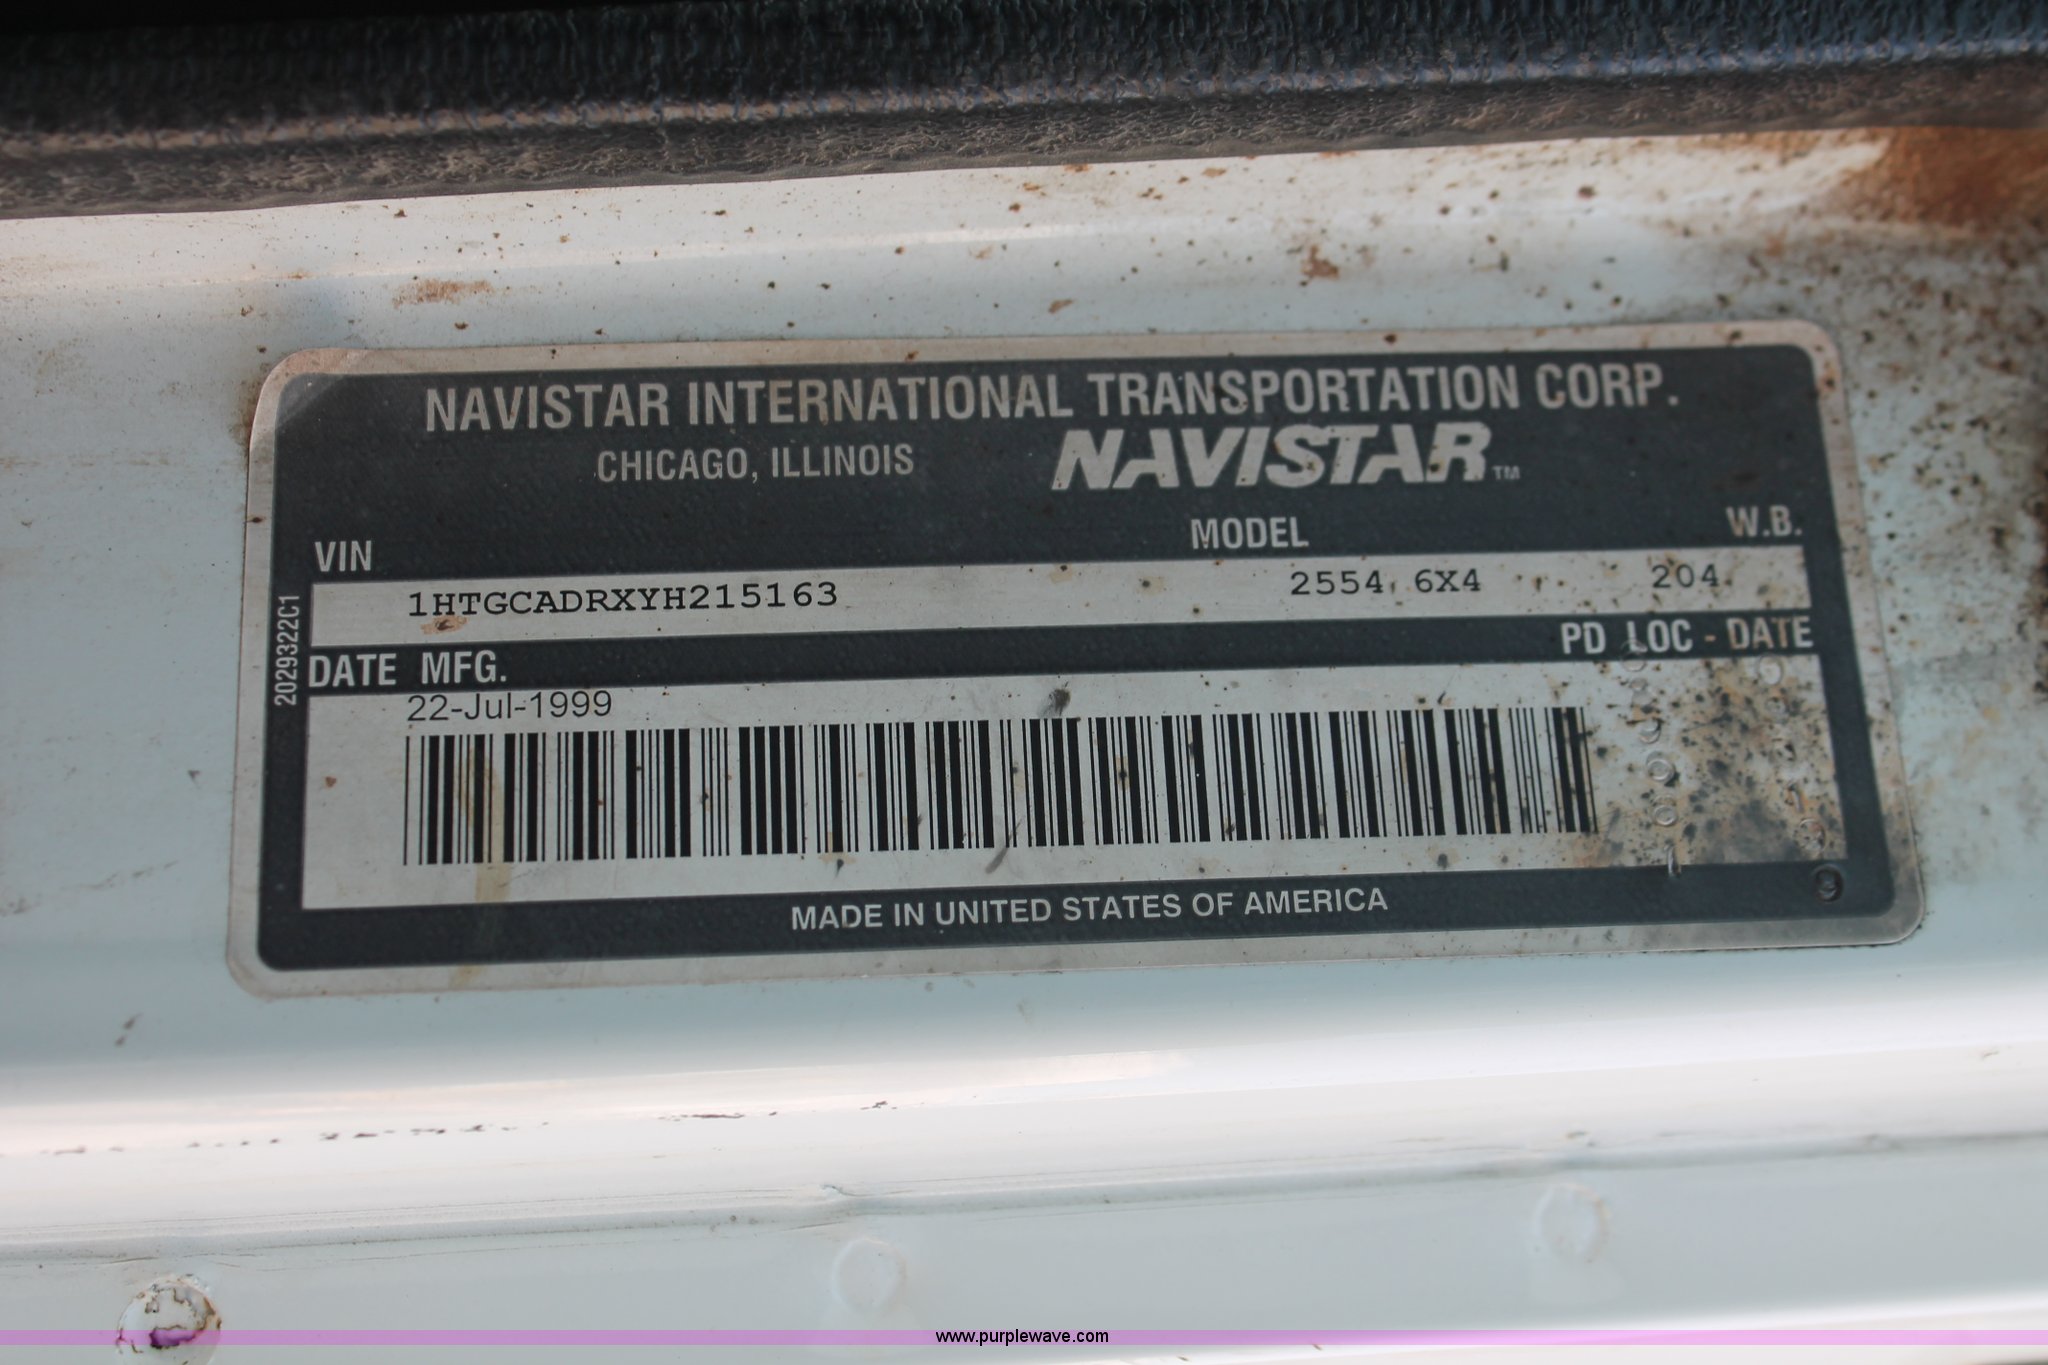 NAVISTAR INTERNATIONAL TRANSPORTATION CORP.
CHICAGO, ILLINOIS
NAVISTAR™
VIN
MODEL
W.B.
1HTGCADRXYH215163
2554 6X4
204
2029322C1
DATE MFG.
PD LOC - DATE
22-Jul-1999
MADE IN UNITED STATES OF AMERICA
www.purplewave.com